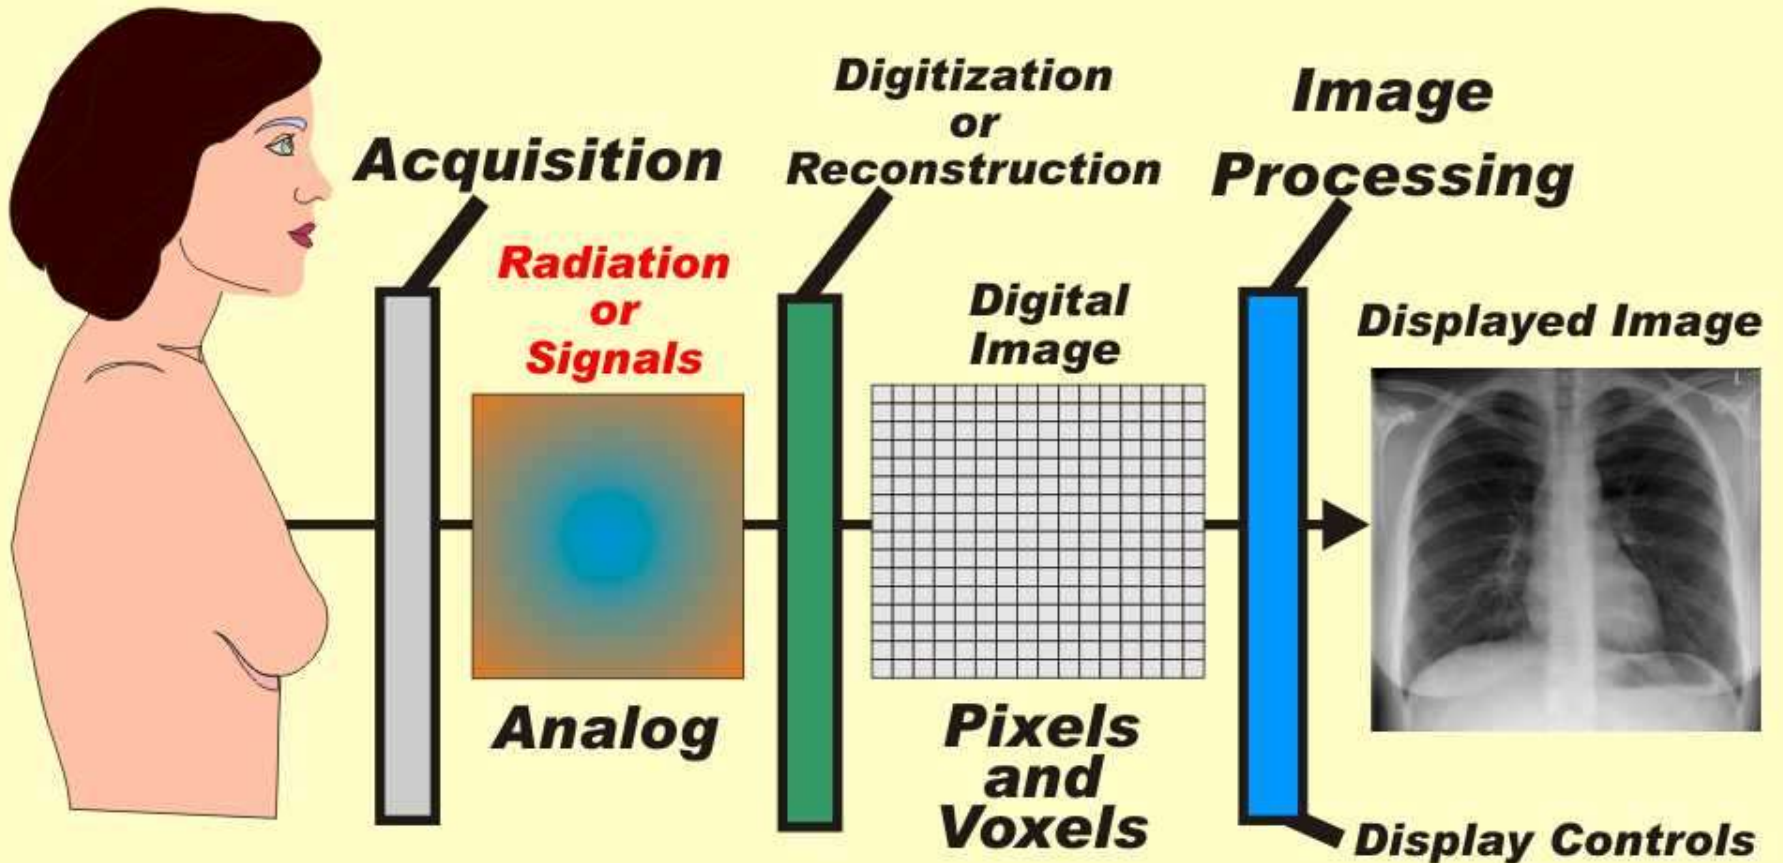 Acquisition
Radiation
or
Signals
Analog
Digitization
or
Reconstruction
Digital
Image
Pixels
and
Voxels
Image
Processing
Displayed Image
L
Display Controls